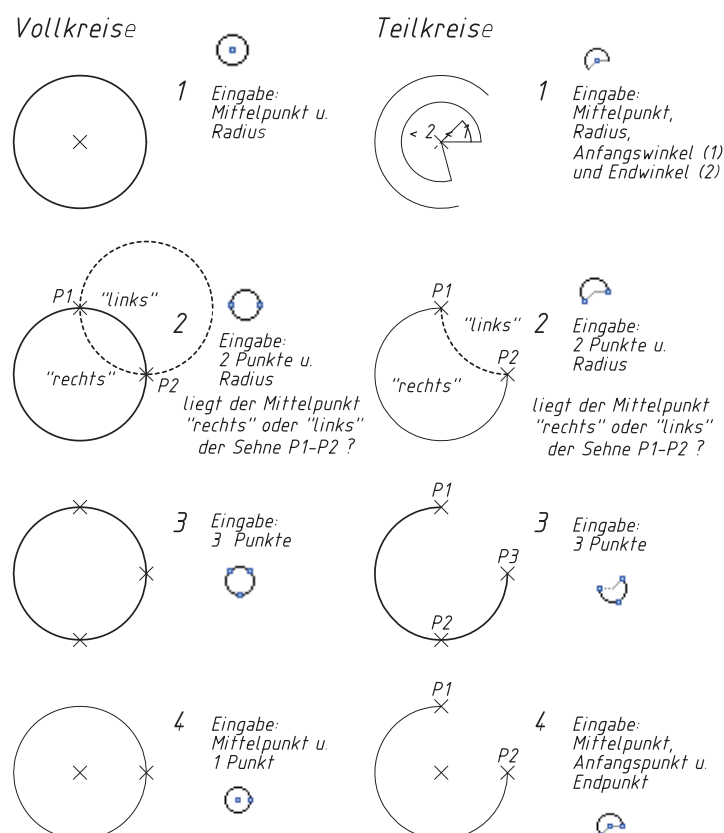 Vollkreise
1
Eingabe:
Mittelpunkt u.
Radius
P1
"links"
"rechts"
P2
2
Eingabe:
2 Punkte u.
Radius
liegt der Mittelpunkt
"rechts" oder "links"
der Sehne P1-P2 ?
3
Eingabe:
3 Punkte
4
Eingabe:
Mittelpunkt u.
1 Punkt
Teilkreise
< 2
< 1
1
Eingabe:
Mittelpunkt,
Radius,
Anfangswinkel (1)
und Endwinkel (2)
P1
"links"
P2
"rechts"
2
Eingabe:
2 Punkte u.
Radius
liegt der Mittelpunkt
"rechts" oder "links"
der Sehne P1-P2 ?
P1
P3
P2
3
Eingabe:
3 Punkte
P1
P2
4
Eingabe:
Mittelpunkt,
Anfangspunkt u.
Endpunkt